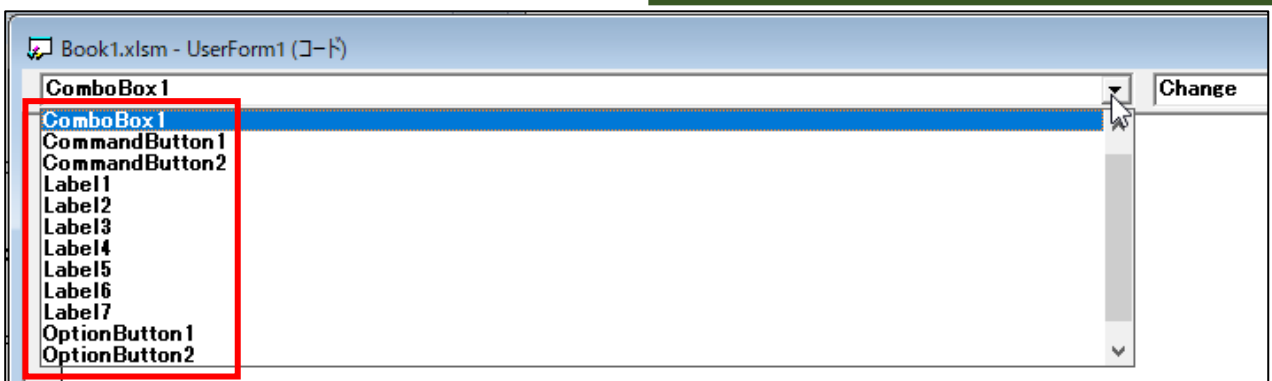 Book1.xlsm - UserForm1 (コード)
ComboBox1 Change
ComboBox1
CommandButton1
CommandButton2
Label1
Label2
Label3
Label4
Label5
Label6
Label7
OptionButton1
OptionButton2